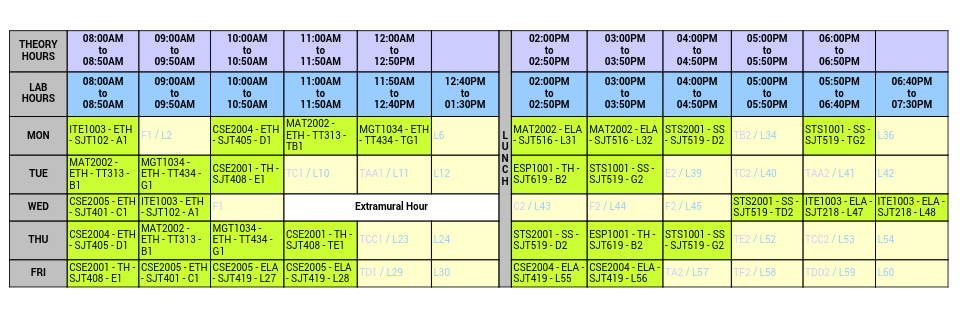 THEORY HOURS 08:00AM to 08:50AM 09:00AM to 09:50AM 10:00AM to 10:50AM 11:00AM to 11:50AM 12:00AM to 12:50PM LUNCH 02:00PM to 02:50PM 03:00PM to 03:50PM 04:00PM to 04:50PM 05:00PM to 05:50PM 06:00PM to 06:50PM
LAB HOURS 08:00AM to 08:50AM 09:00AM to 09:50AM 10:00AM to 10:50AM 11:00AM to 11:50AM 11:50AM to 12:40PM 12:40PM to 01:30PM 02:00PM to 02:50PM 03:00PM to 03:50PM 04:00PM to 04:50PM 05:00PM to 05:50PM 05:50PM to 06:40PM 06:40PM to 07:30PM
MON ITE1003 - ETH - SJT102 - A1 F1 / L2 CSE2004 - ETH - SJT405 - D1 MAT2002 - ETH - TT313 - TB1 MGT1034 - ETH - TT434 - TG1 L6 MAT2002 - ELA - SJT516 - L31 MAT2002 - ELA - SJT516 - L32 STS2001 - SS - SJT519 - D2 TB2 / L34 STS1001 - SS - SJT519 - TG2 L36
TUE MAT2002 - ETH - TT313 - B1 MGT1034 - ETH - TT434 - G1 CSE2001 - TH - SJT408 - E1 TC1 / L10 TAA1 / L11 L12 ESP1001 - TH - SJT619 - B2 STS1001 - SS - SJT519 - G2 E2 / L39 TC2 / L40 TAA2 / L41 L42
WED CSE2005 - ETH - SJT401 - C1 ITE1003 - ETH - SJT102 - A1 F1 Extramural Hour C2 / L43 F2 / L44 F2 / L45 STS2001 - SS - SJT519 - TD2 ITE1003 - ELA - SJT218 - L47 ITE1003 - ELA - SJT218 - L48
THU CSE2004 - ETH - SJT405 - D1 MAT2002 - ETH - TT313 - B1 MGT1034 - ETH - TT434 - G1 CSE2001 - TH - SJT408 - TE1 TCC1 / L23 L24 STS2001 - SS - SJT519 - D2 ESP1001 - TH - SJT619 - B2 STS1001 - SS - SJT519 - G2 TE2 / L52 TCC2 / L53 L54
FRI CSE2001 - TH - SJT408 - E1 CSE2005 - ETH - SJT401 - C1 CSE2005 - ELA - SJT419 - L27 CSE2005 - ELA - SJT419 - L28 TD1 / L29 L30 CSE2004 - ELA - SJT419 - L55 CSE2004 - ELA - SJT419 - L56 TA2 / L57 TF2 / L58 TDD2 / L59 L60